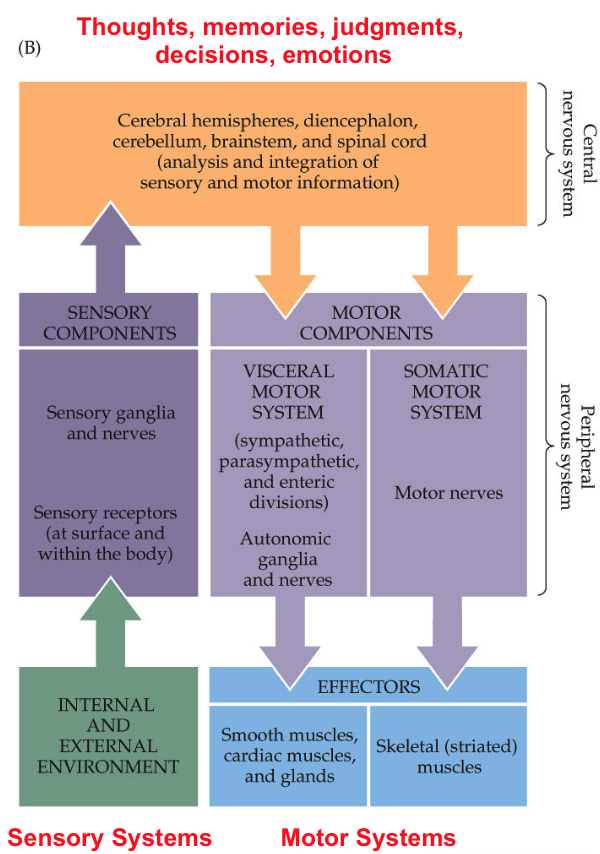 Thoughts, memories, judgments,
decisions, emotions
(B)
Cerebral hemispheres, diencephalon,
cerebellum, brainstem, and spinal cord
(analysis and integration of
sensory and motor information)
Central
nervous system
SENSORY
COMPONENTS
MOTOR
COMPONENTS
Sensory ganglia
and nerves
Sensory receptors
(at surface and
within the body)
VISCERAL
MOTOR
SYSTEM
(sympathetic,
parasympathetic,
and enteric
divisions)
Autonomic
ganglia
and nerves
SOMATIC
MOTOR
SYSTEM
Motor nerves
Peripheral
nervous system
INTERNAL
AND
EXTERNAL
ENVIRONMENT
EFFECTORS
Smooth muscles,
cardiac muscles,
and glands
Skeletal (striated)
muscles
Sensory Systems
Motor Systems